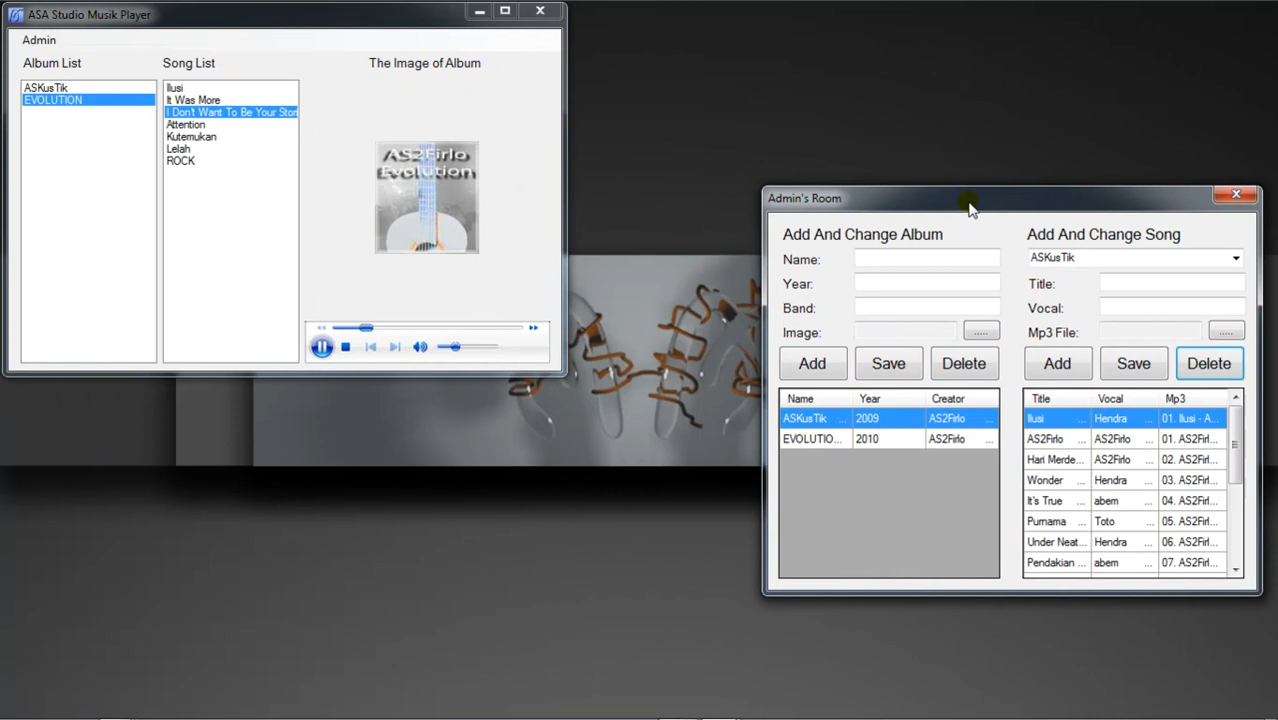 ASA Studio Musik Player
Admin
Album List
Song List
The Image of Album
ASKusTik
EVOLUTION
Ilusi
It Was More
I Don't Want To Be Your Stor
Attention
Kutemukan
Lelah
ROCK
AS2Firlo
Evolution
Admin's Room
Add And Change Album
Name:
Year:
Band:
Image:
.....
Add
Save
Delete
Name Year Creator
ASKusTik ... 2009 AS2Firlo ...
EVOLUTIO... 2010 AS2Firlo ...
Add And Change Song
ASKusTik
Title:
Vocal:
Mp3 File:
.....
Add
Save
Delete
Title Vocal Mp3
Ilusi ... Hendra ... 01. Ilusi - A...
AS2Firlo ... AS2Firlo ... 01. AS2Firl...
Hari Merde... AS2Firlo ... 02. AS2Firl...
Wonder ... Hendra ... 03. AS2Firl...
It's True ... abem ... 04. AS2Firl...
Purnama ... Toto ... 05. AS2Firl...
Under Neat... Hendra ... 06. AS2Firl...
Pendakian ... abem ... 07. AS2Firl...